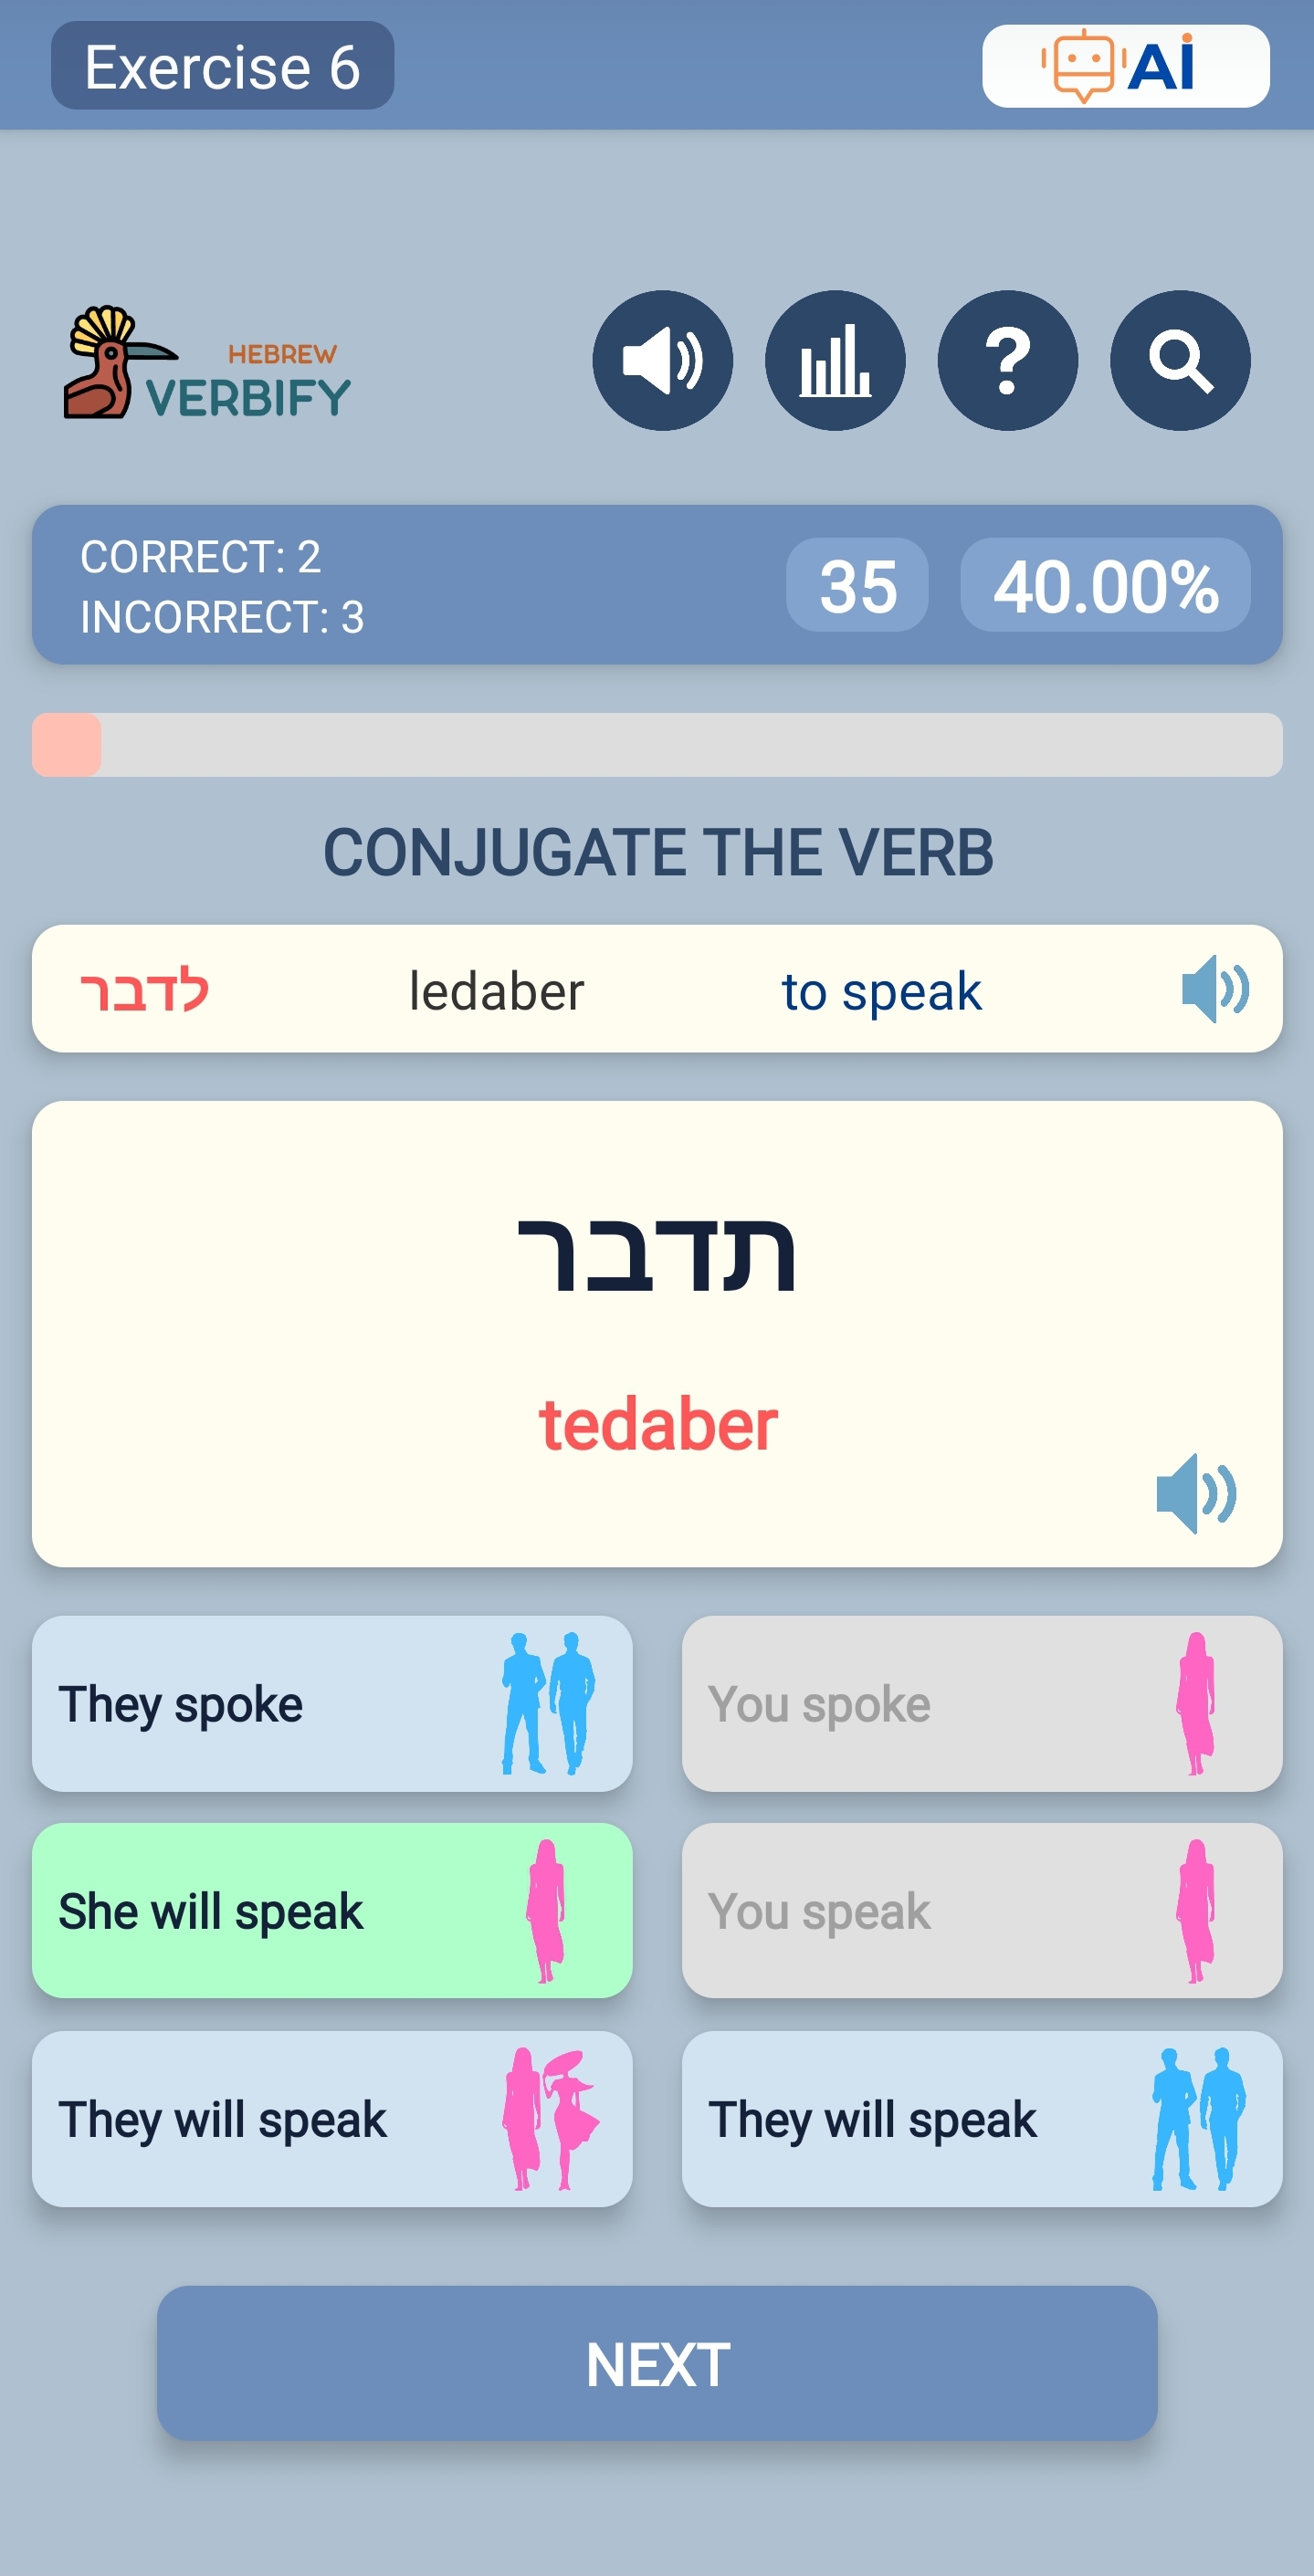 Exercise 6
AI
HEBREW
VERBIFY
?
CORRECT: 2
INCORRECT: 3
35
40.00%
CONJUGATE THE VERB
לדבר ledaber to speak
תדבר
tedaber
They spoke
You spoke
She will speak
You speak
They will speak
They will speak
NEXT